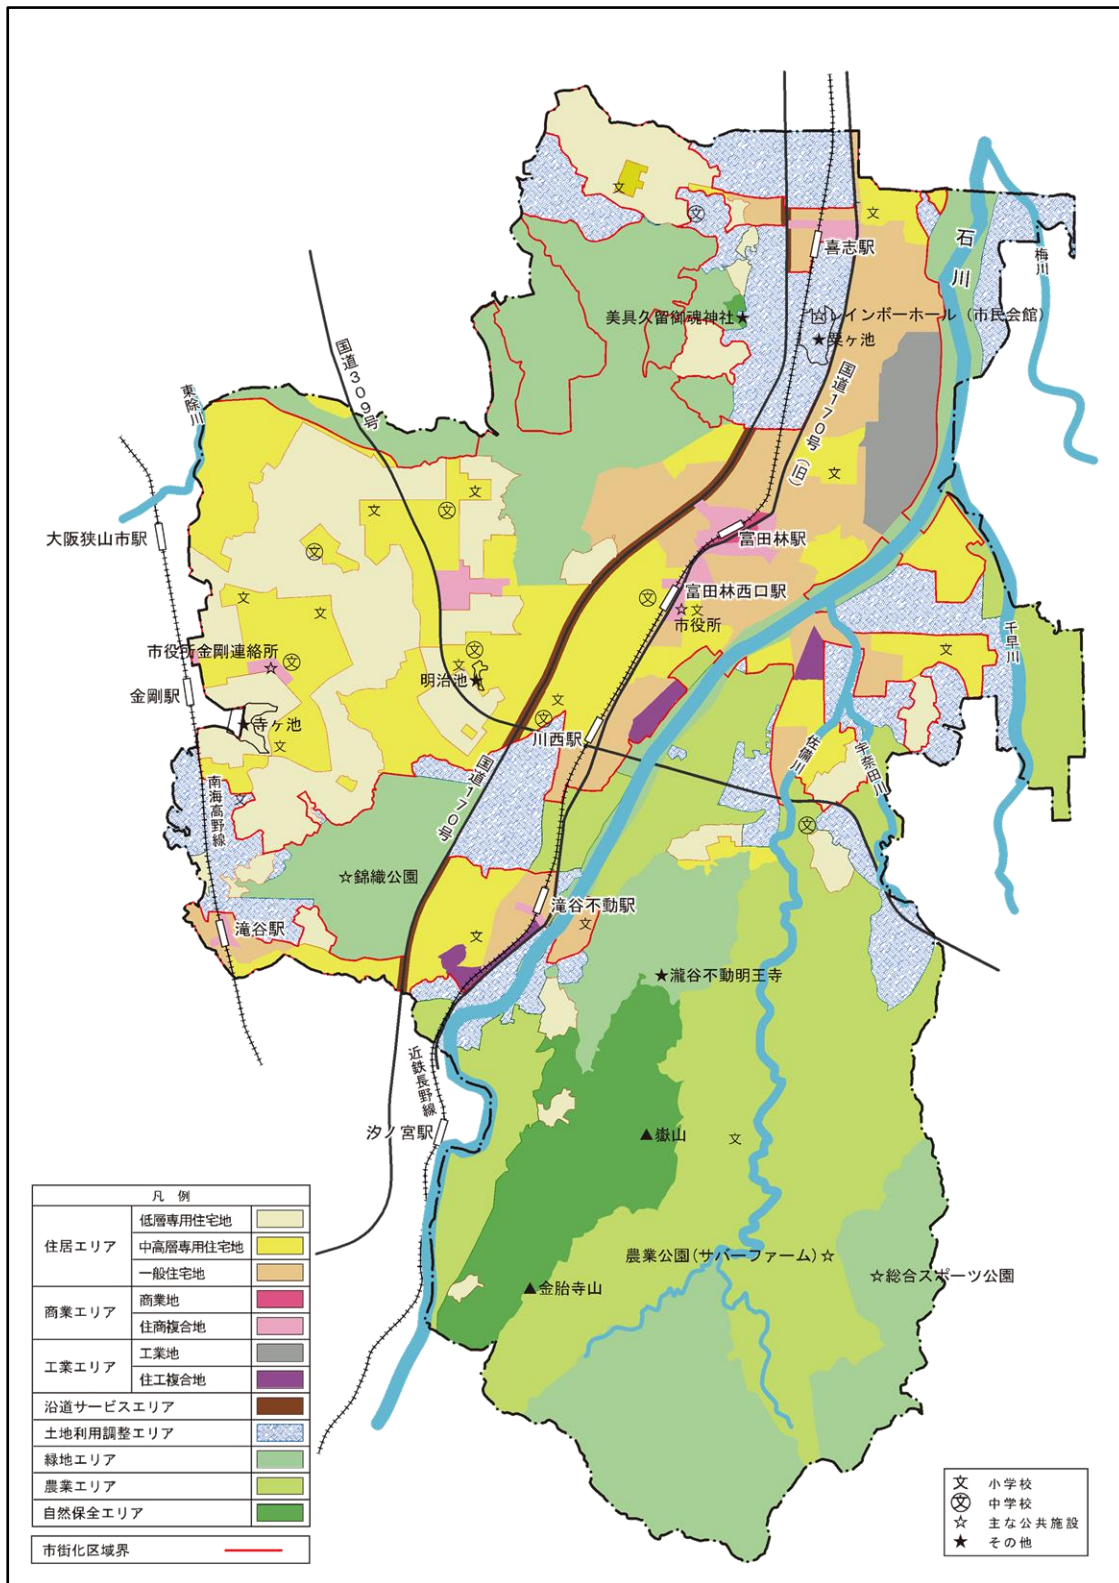 石川
梅川
喜志駅
美具久留御魂神社★
☆レインボーホール（市民会館）
★粟ヶ池
国道309号
国道170号（旧）
東除川
文
大阪狭山市駅
富田林駅
富田林西口駅
☆文
市役所
千早川
市役所金剛連絡所
☆
金剛駅
明治池★
★寺ヶ池
川西駅
佐備川
宇奈田川
国道170号
南海高野線
☆錦織公園
滝谷不動駅
滝谷駅
★瀧谷不動明王寺
近鉄長野線
汐ノ宮駅
▲嶽山
文
農業公園（サバーファーム）☆
☆総合スポーツ公園
▲金胎寺山
凡 例
住居エリア
低層専用住宅地
中高層専用住宅地
一般住宅地
商業エリア
商業地
住商複合地
工業エリア
工業地
住工複合地
沿道サービスエリア
土地利用調整エリア
緑地エリア
農業エリア
自然保全エリア
市街化区域界
文 小学校
文 中学校
☆ 主な公共施設
★ その他